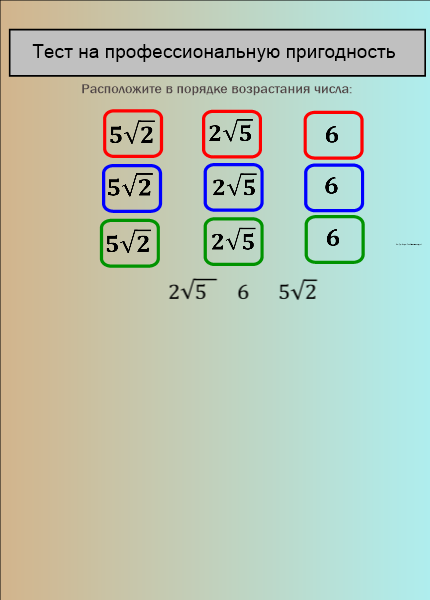 Тест на профессиональную пригодность
Расположите в порядке возрастания числа:
5√2 2√5 6
5√2 2√5 6
5√2 2√5 6
2√5 6 5√2